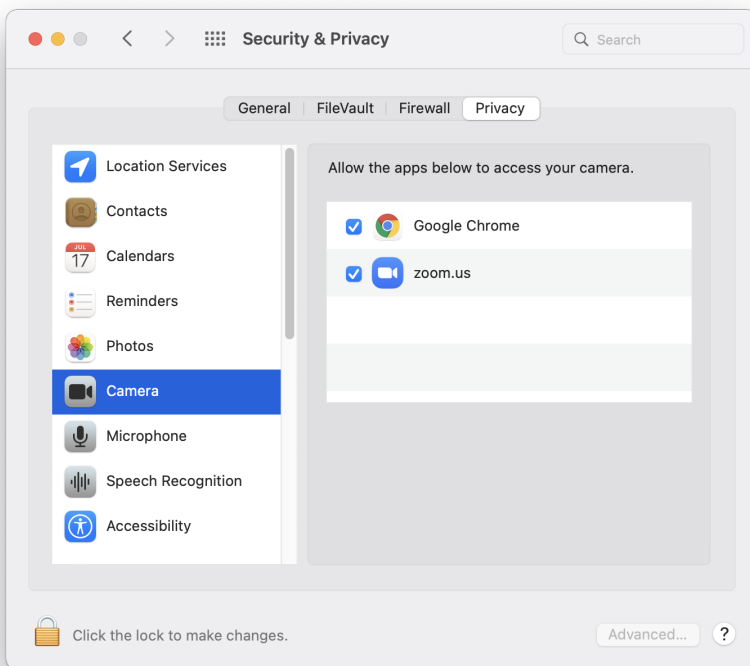 Security & Privacy
Search
General
FileVault
Firewall
Privacy
Location Services
Contacts
JUL
17
Calendars
Reminders
Photos
Camera
Microphone
Speech Recognition
Accessibility
Allow the apps below to access your camera.
Google Chrome
zoom.us
Click the lock to make changes.
Advanced...
?